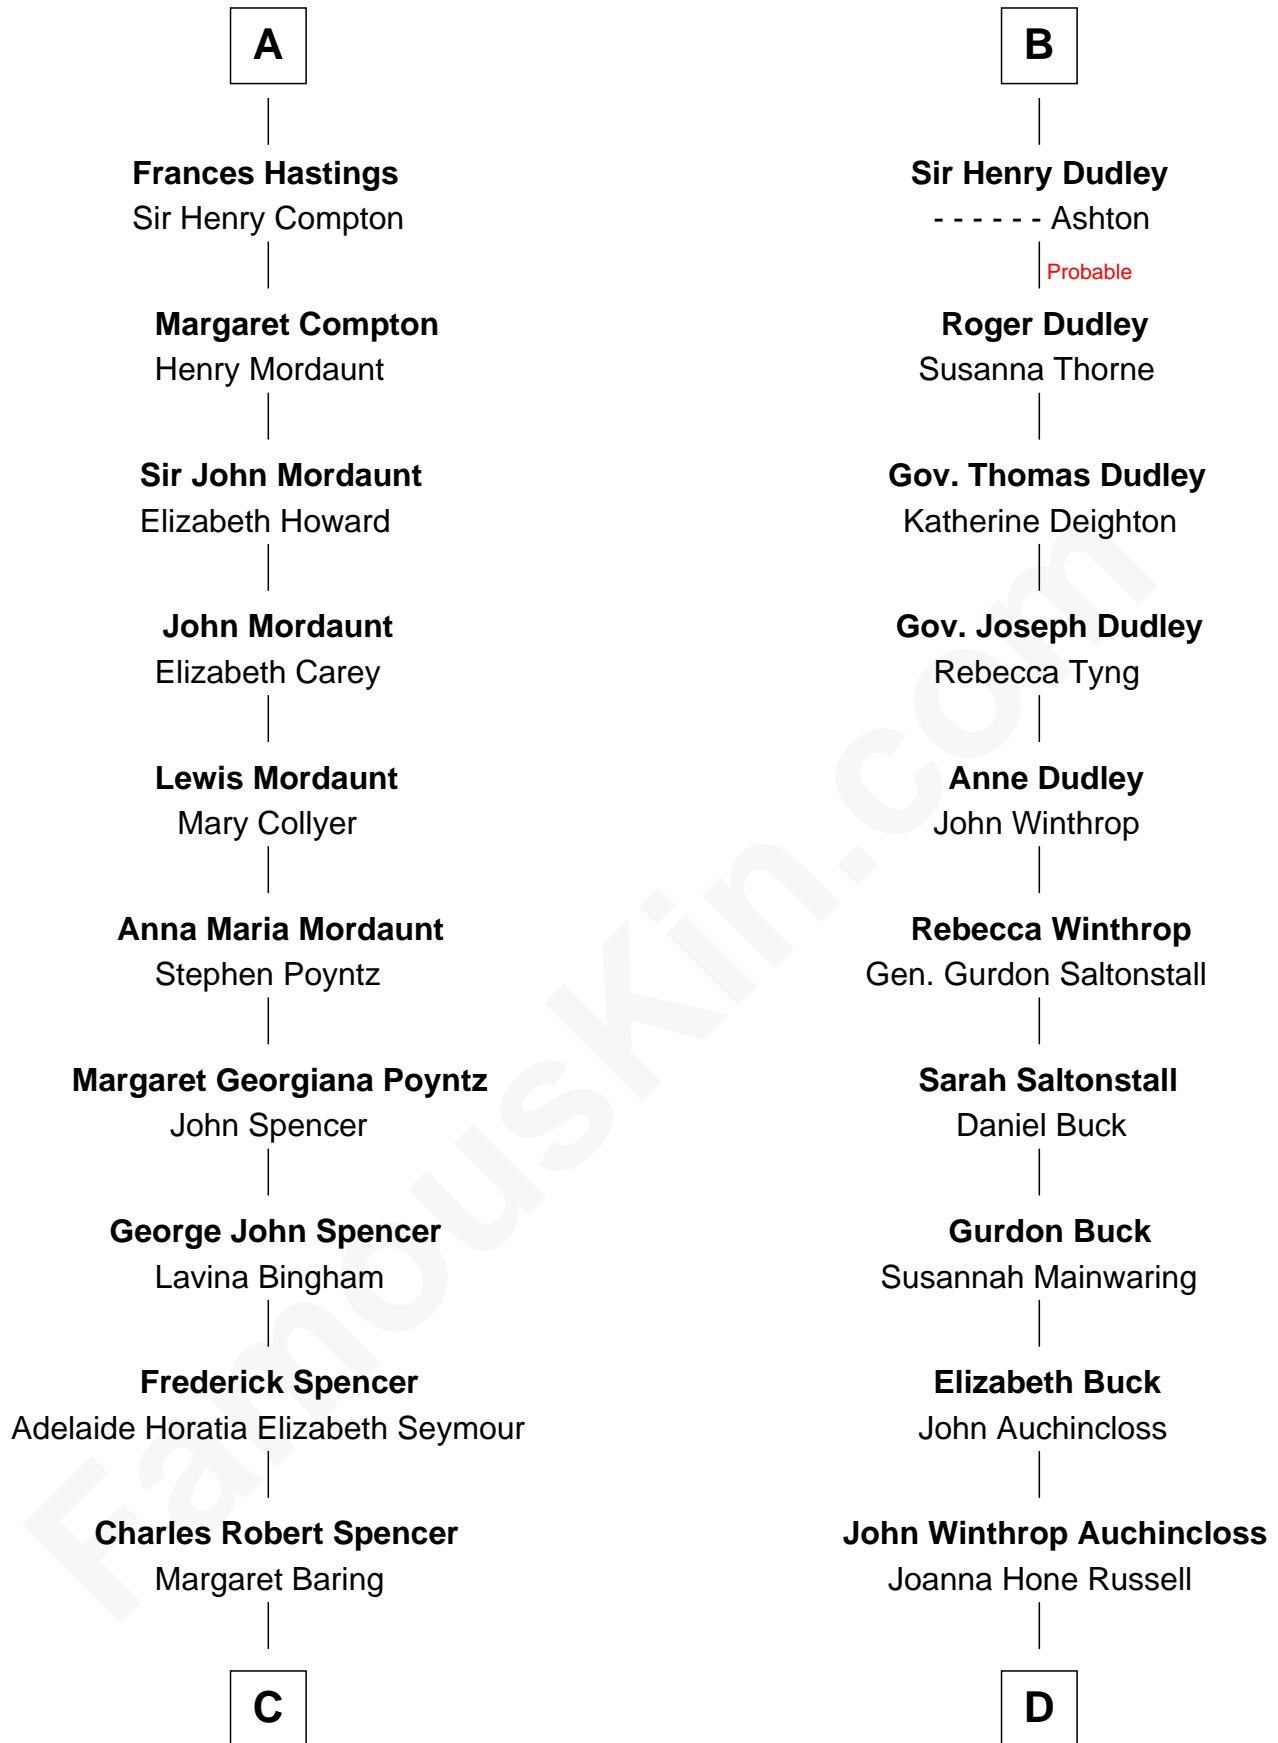 A
Frances Hastings
Sir Henry Compton
Margaret Compton
Henry Mordaunt
Sir John Mordaunt
Elizabeth Howard
John Mordaunt
Elizabeth Carey
Lewis Mordaunt
Mary Collyer
Anna Maria Mordaunt
Stephen Poyntz
Margaret Georgiana Poyntz
John Spencer
George John Spencer
Lavina Bingham
Frederick Spencer
Adelaide Horatia Elizabeth Seymour
Charles Robert Spencer
Margaret Baring
C
B
Sir Henry Dudley
- - - - - - Ashton
Probable
Roger Dudley
Susanna Thorne
Gov. Thomas Dudley
Katherine Deighton
Gov. Joseph Dudley
Rebecca Tyng
Anne Dudley
John Winthrop
Rebecca Winthrop
Gen. Gurdon Saltonstall
Sarah Saltonstall
Daniel Buck
Gurdon Buck
Susannah Mainwaring
Elizabeth Buck
John Auchincloss
John Winthrop Auchincloss
Joanna Hone Russell
D
FamousKin.com